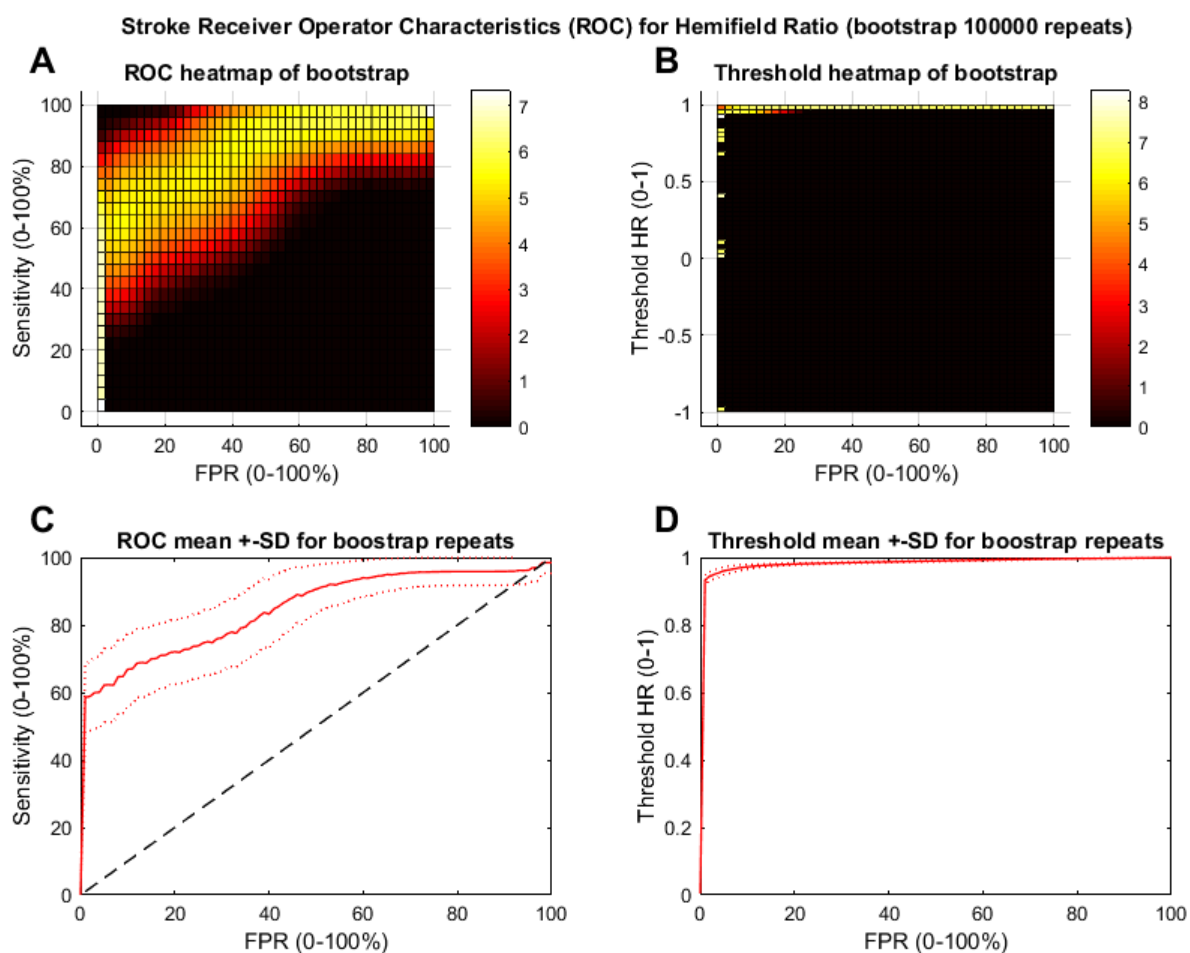 Stroke Receiver Operator Characteristics (ROC) for Hemifield Ratio (bootstrap 100000 repeats)
A
ROC heatmap of bootstrap
100
80
60
40
20
0
Sensitivity (0-100%)
0 20 40 60 80 100
FPR (0-100%)
7
6
5
4
3
2
1
0
B
Threshold heatmap of bootstrap
1
0.5
0
-0.5
-1
Threshold HR (0-1)
0 20 40 60 80 100
FPR (0-100%)
8
7
6
5
4
3
2
1
0
C
ROC mean +-SD for boostrap repeats
100
80
60
40
20
0
Sensitivity (0-100%)
0 20 40 60 80 100
FPR (0-100%)
D
Threshold mean +-SD for boostrap repeats
1
0.8
0.6
0.4
0.2
0
Threshold HR (0-1)
0 20 40 60 80 100
FPR (0-100%)